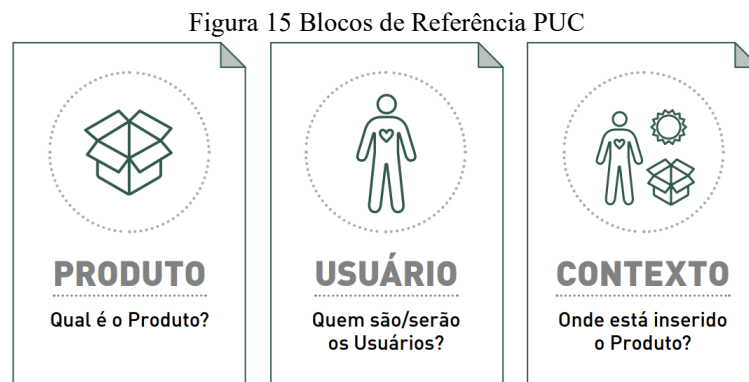 Figura 15 Blocos de Referência PUC
PRODUTO
Qual é o Produto?
USUÁRIO
Quem são/serão
os Usuários?
CONTEXTO
Onde está inserido
o Produto?